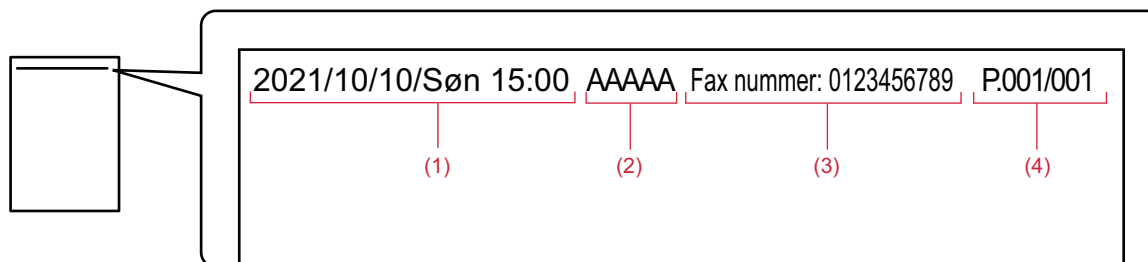 2021/10/10/Søn 15:00 AAAAA Fax nummer: 0123456789 P.001/001
(1) (2) (3) (4)